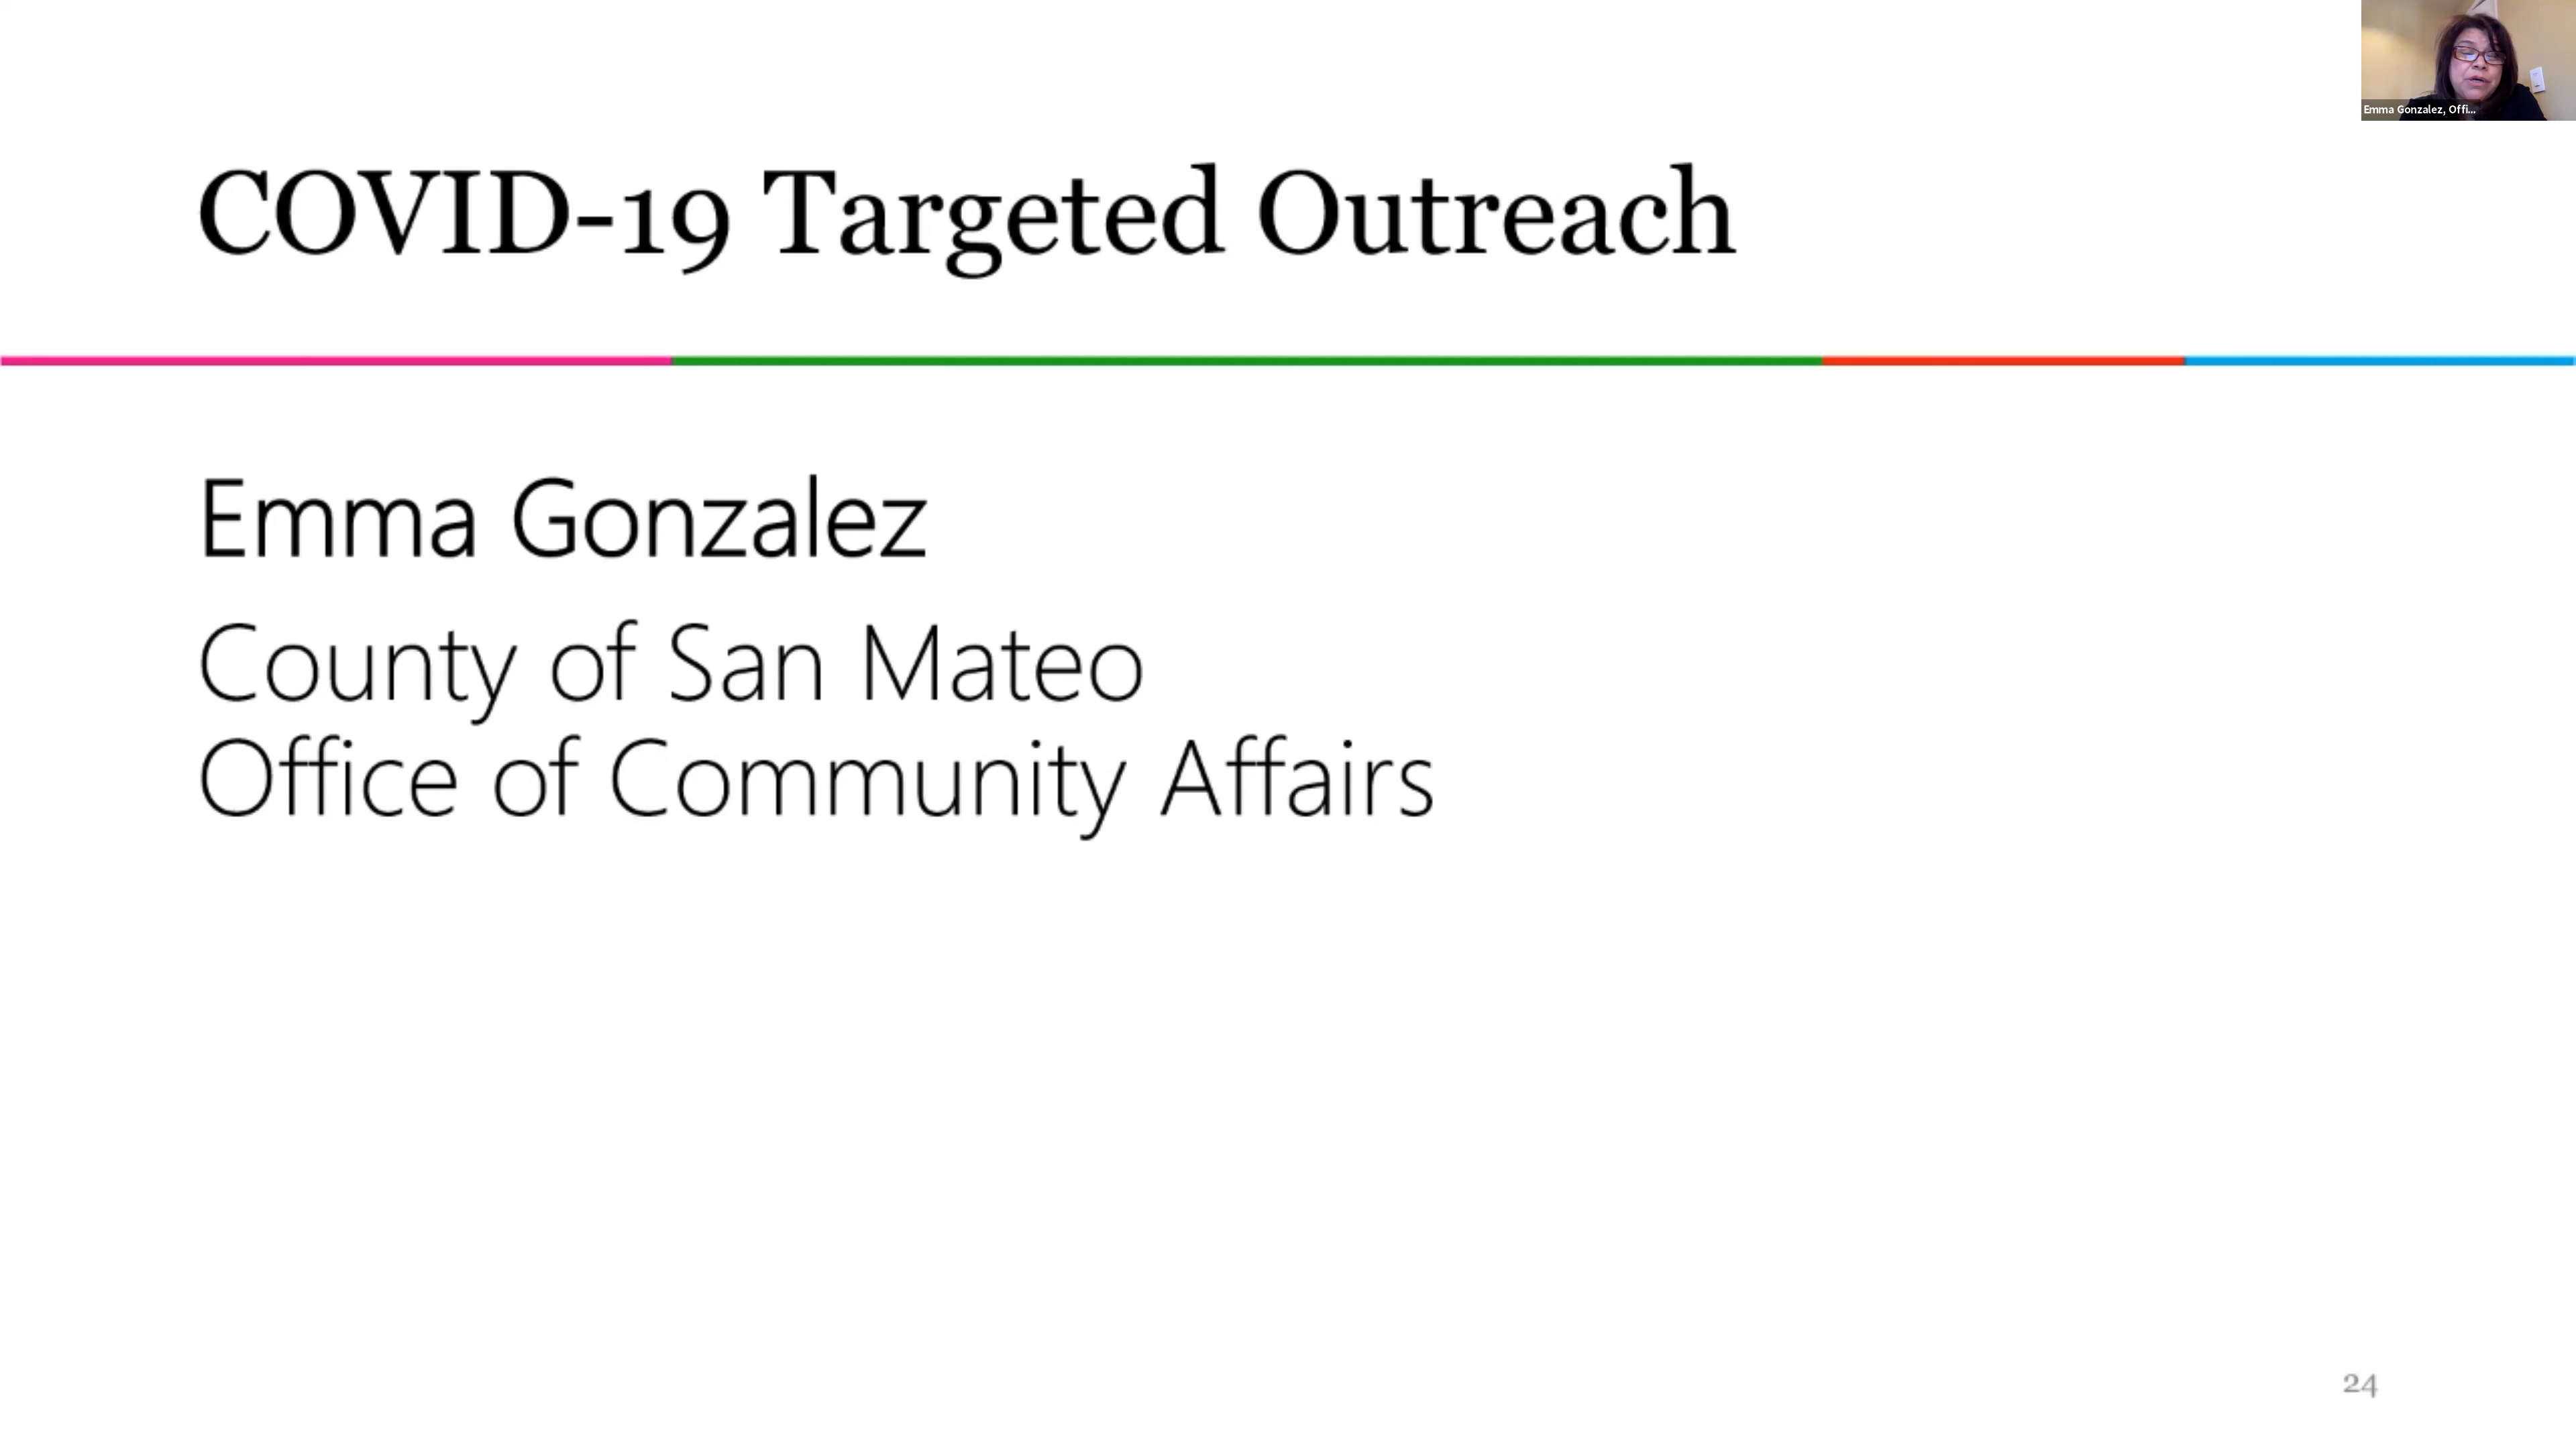 Emma Gonzalez, Offi...
COVID-19 Targeted Outreach
Emma Gonzalez
County of San Mateo
Office of Community Affairs
24